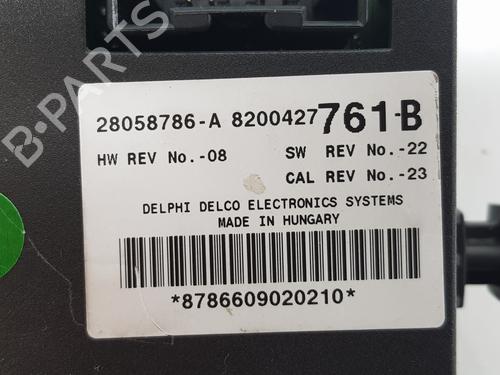 28058786-A 8200427761-B
HW REV No.-08 SW REV No.-22
CAL REV No.-23
DELPHI DELCO ELECTRONICS SYSTEMS
MADE IN HUNGARY
*8786609020210*
B-PARTS